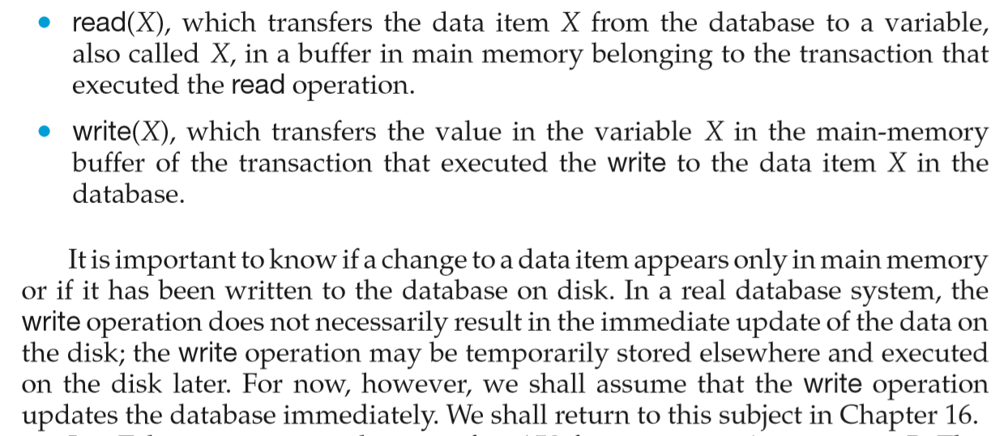 • read(X), which transfers the data item X from the database to a variable,
also called X, in a buffer in main memory belonging to the transaction that
executed the read operation.
• write(X), which transfers the value in the variable X in the main-memory
buffer of the transaction that executed the write to the data item X in the
database.
It is important to know if a change to a data item appears only in main memory
or if it has been written to the database on disk. In a real database system, the
write operation does not necessarily result in the immediate update of the data on
the disk; the write operation may be temporarily stored elsewhere and executed
on the disk later. For now, however, we shall assume that the write operation
updates the database immediately. We shall return to this subject in Chapter 16.